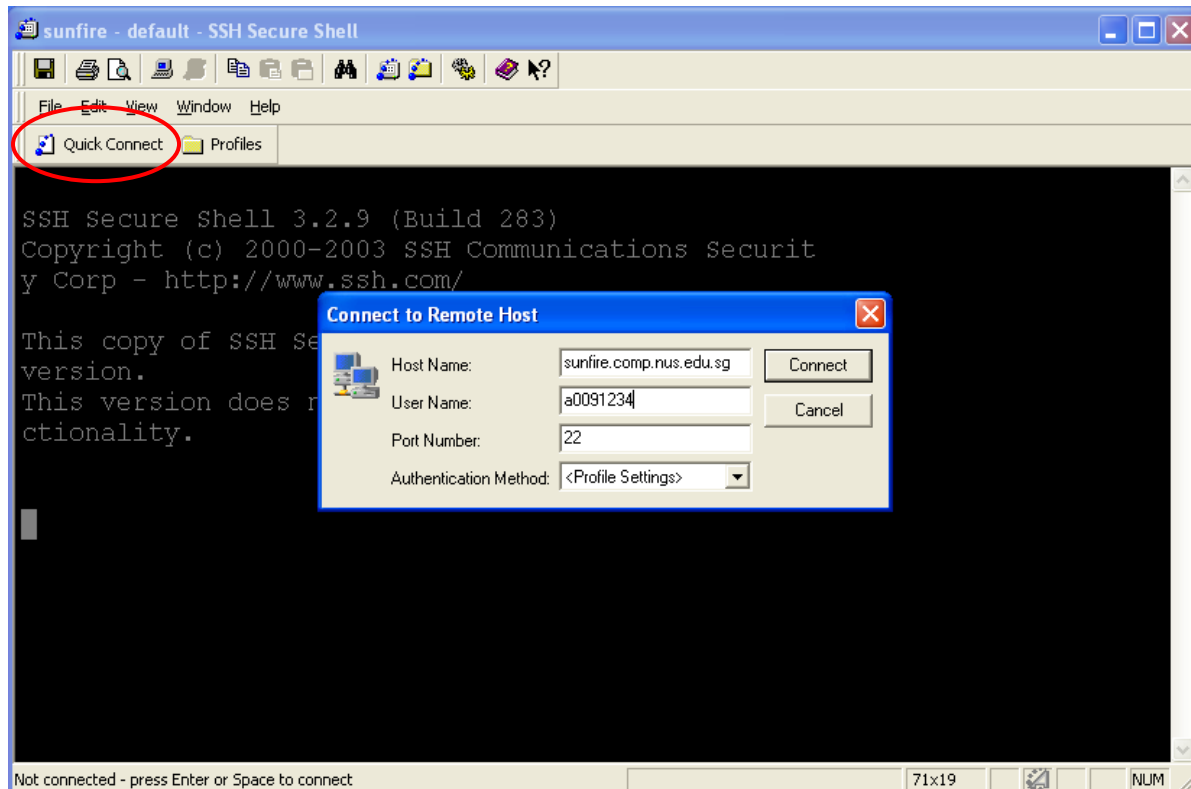 sunfire - default - SSH Secure Shell
File Edit View Window Help
Quick Connect Profiles
SSH Secure Shell 3.2.9 (Build 283)
Copyright (c) 2000-2003 SSH Communications Securit
y Corp - http://www.ssh.com/
This copy of SSH Se
version.
This version does
ctionality.
Connect to Remote Host
Host Name: sunfire.comp.nus.edu.sg Connect
User Name: a0091234 Cancel
Port Number: 22
Authentication Method: <Profile Settings>
Not connected - press Enter or Space to connect 71x19 NUM